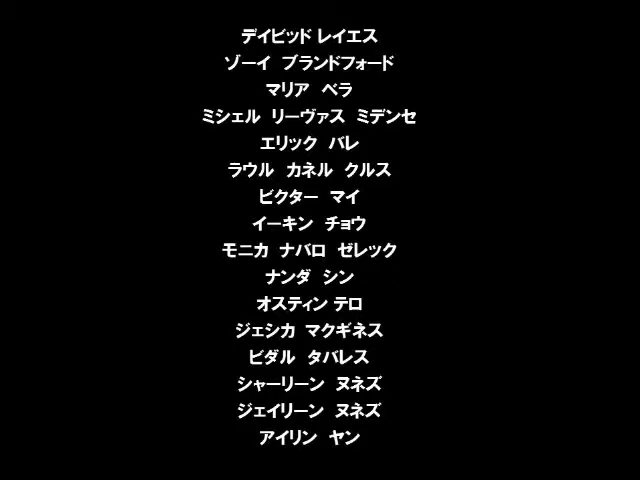 デイビッド レイエス
ゾーイ ブランドフォード
マリア ベラ
ミシェル リーヴァス ミデンセ
エリック バレ
ラウル カネル クルス
ビクター マイ
イーキン チョウ
モニカ ナバロ ゼレック
ナンダ シン
オスティン テロ
ジェシカ マクギネス
ビダル タバレス
シャーリーン ヌネズ
ジェイリーン ヌネズ
アイリン ヤン